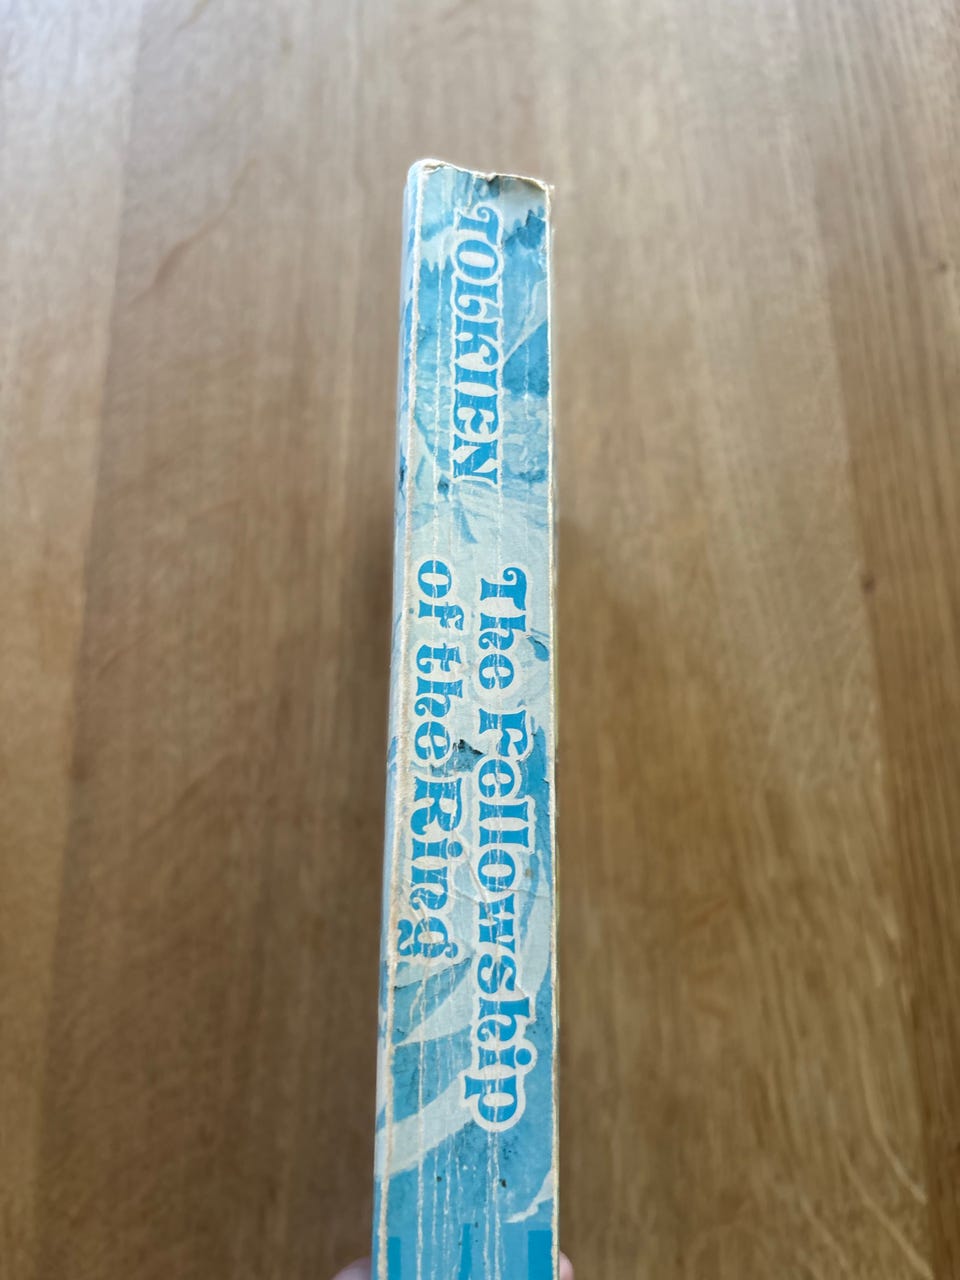 TOLKIEN
The Fellowship
of the Ring